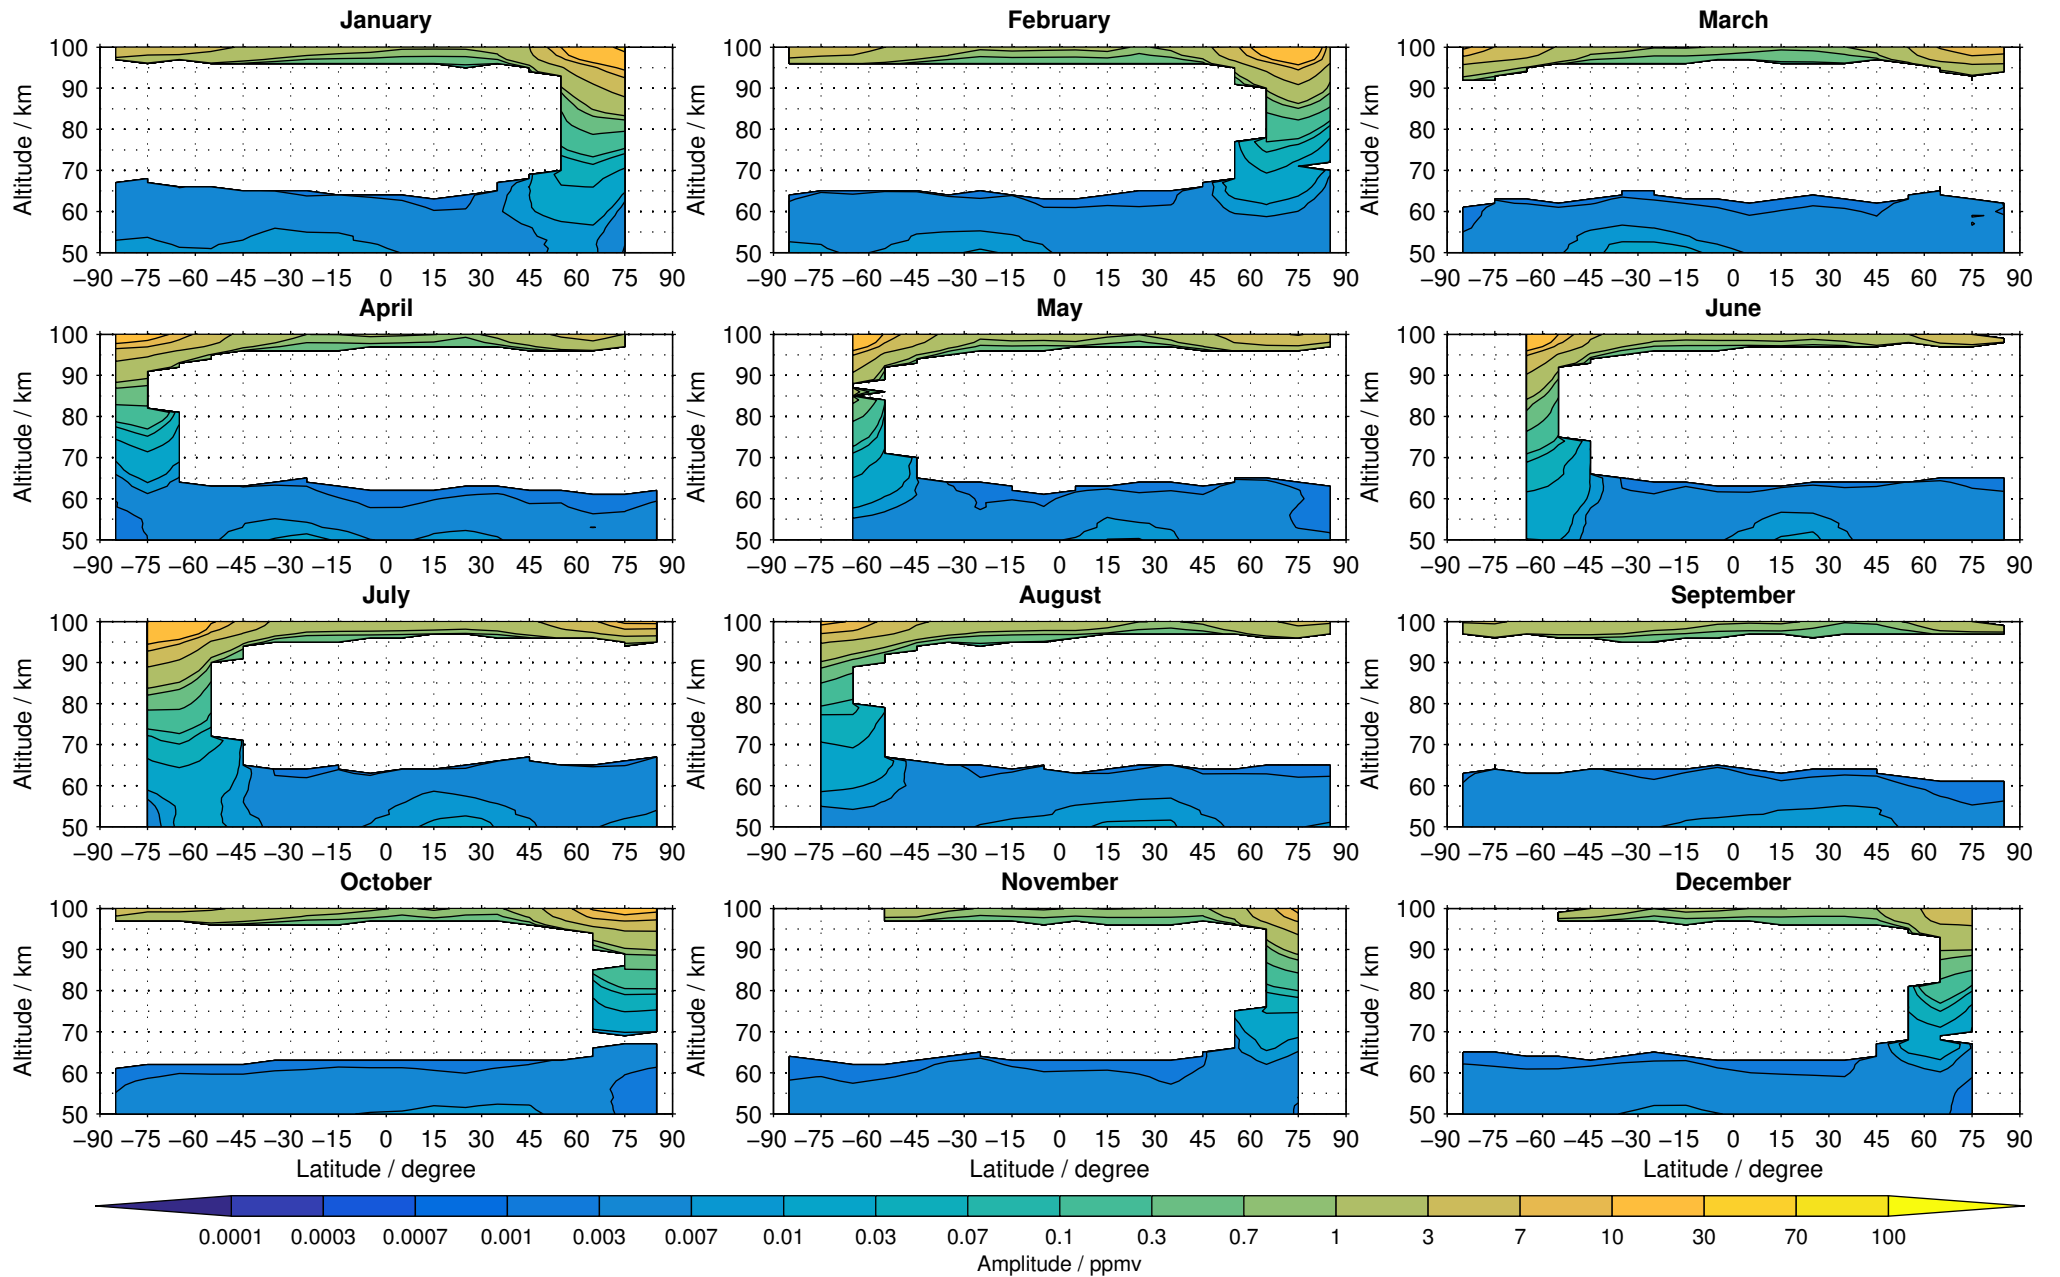 January February March
100 100 100
90 90 90
80 80 80
70 70 70
60 60 60
50 50 50
Altitude / km Altitude / km Altitude / km
−90 −75 −60 −45 −30 −15 0 15 30 45 60 75 90 −90 −75 −60 −45 −30 −15 0 15 30 45 60 75 90 −90 −75 −60 −45 −30 −15 0 15 30 45 60 75 90
April May June
100 100 100
90 90 90
80 80 80
70 70 70
60 60 60
50 50 50
Altitude / km Altitude / km Altitude / km
−90 −75 −60 −45 −30 −15 0 15 30 45 60 75 90 −90 −75 −60 −45 −30 −15 0 15 30 45 60 75 90 −90 −75 −60 −45 −30 −15 0 15 30 45 60 75 90
July August September
100 100 100
90 90 90
80 80 80
70 70 70
60 60 60
50 50 50
Altitude / km Altitude / km Altitude / km
−90 −75 −60 −45 −30 −15 0 15 30 45 60 75 90 −90 −75 −60 −45 −30 −15 0 15 30 45 60 75 90 −90 −75 −60 −45 −30 −15 0 15 30 45 60 75 90
October November December
100 100 100
90 90 90
80 80 80
70 70 70
60 60 60
50 50 50
Altitude / km Altitude / km Altitude / km
−90 −75 −60 −45 −30 −15 0 15 30 45 60 75 90 −90 −75 −60 −45 −30 −15 0 15 30 45 60 75 90 −90 −75 −60 −45 −30 −15 0 15 30 45 60 75 90
Latitude / degree Latitude / degree Latitude / degree
0.0001 0.0003 0.0007 0.001 0.003 0.007 0.01 0.03 0.07 0.1 0.3 0.7 1 3 7 10 30 70 100
Amplitude / ppmv